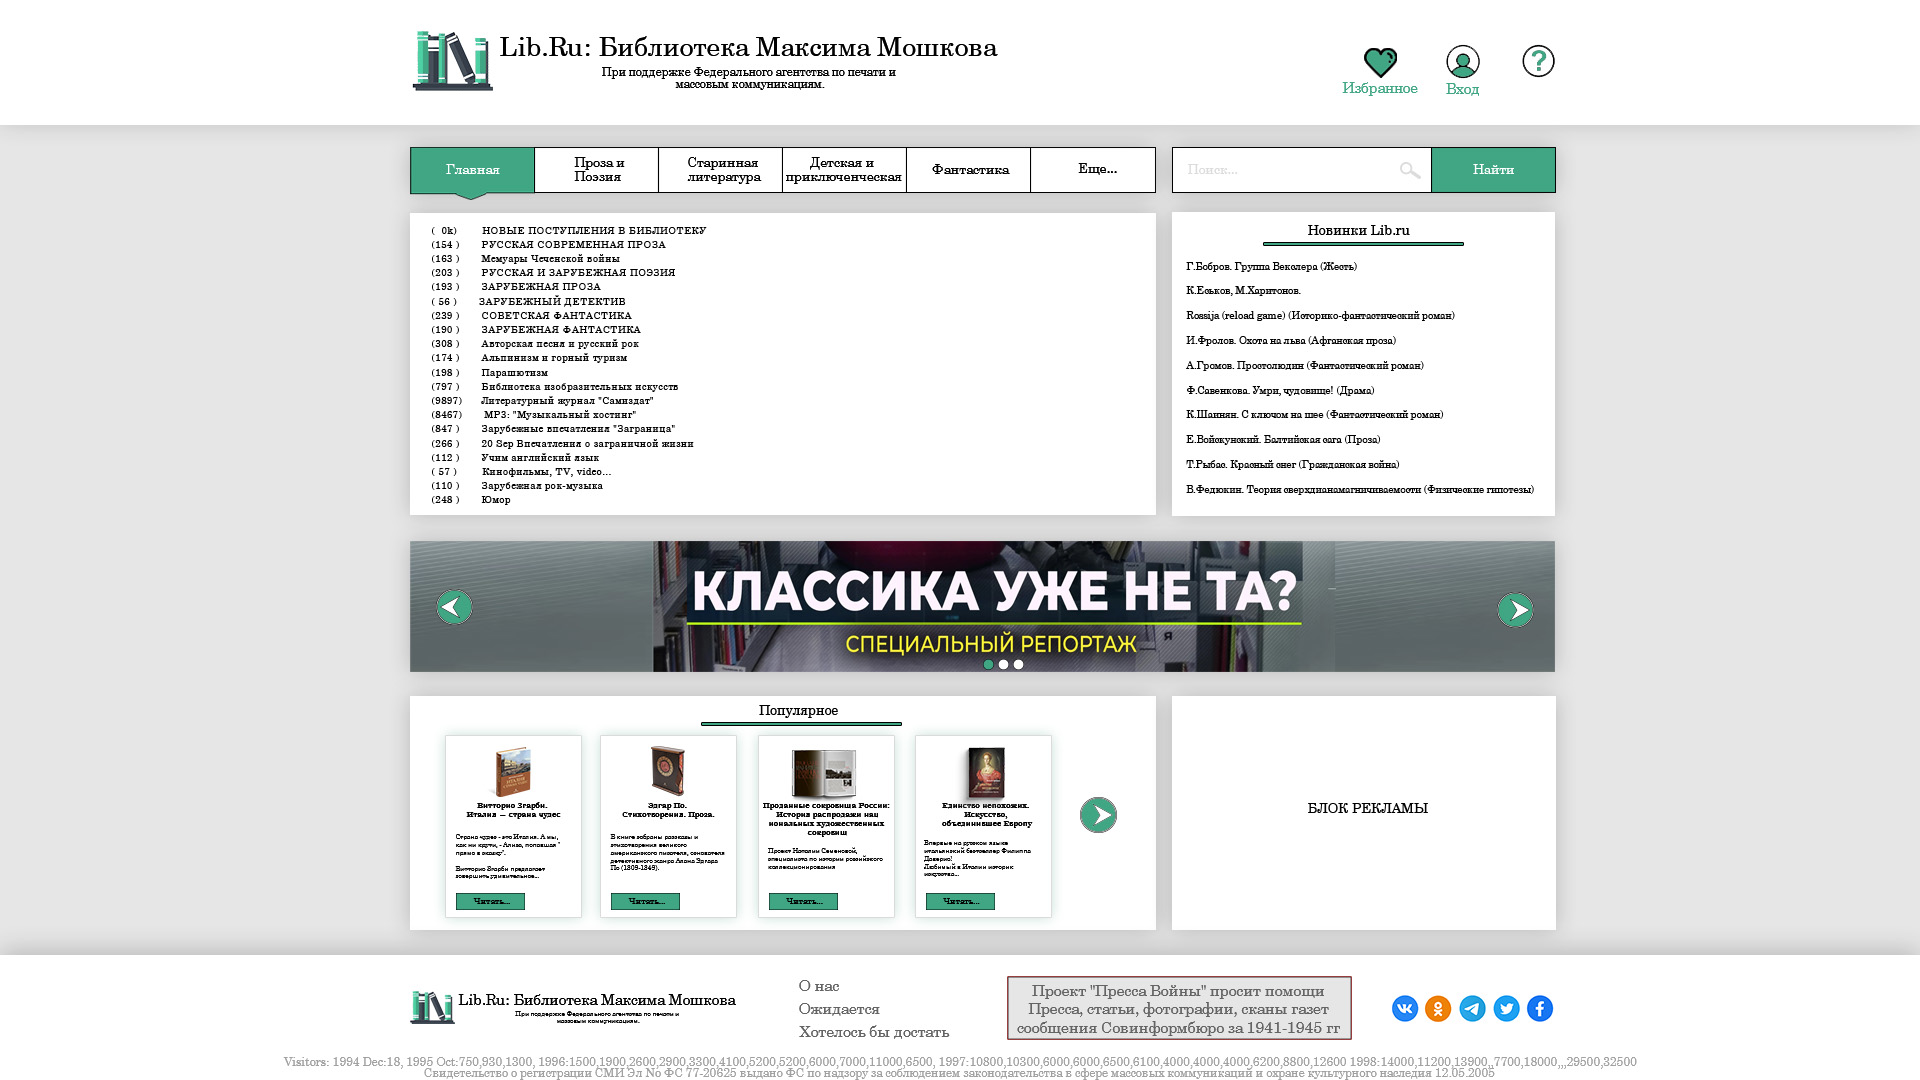 Lib.Ru: Библиотека Максима Мошкова
При поддержке Федерального агентства по печати и
массовым коммуникациям.
Избранное
Вход
?
Главная
Проза и
Поэзия
Старинная
литература
Детская и
приключенческая
Фантастика
Еще...
Поиск...
Найти
( 0k) НОВЫЕ ПОСТУПЛЕНИЯ В БИБЛИОТЕКУ
(154 ) РУССКАЯ СОВРЕМЕННАЯ ПРОЗА
(163 ) Мемуары Чеченской войны
(203 ) РУССКАЯ И ЗАРУБЕЖНАЯ ПОЭЗИЯ
(193 ) ЗАРУБЕЖНАЯ ПРОЗА
( 56 ) ЗАРУБЕЖНЫЙ ДЕТЕКТИВ
(239 ) СОВЕТСКАЯ ФАНТАСТИКА
(190 ) ЗАРУБЕЖНАЯ ФАНТАСТИКА
(308 ) Авторская песня и русский рок
(174 ) Альпинизм и горный туризм
(198 ) Парашютизм
(797 ) Библиотека изобразительных искусств
(9897) Литературный журнал "Самиздат"
(8467) MP3: "Музыкальный хостинг"
(847 ) Зарубежные впечатления "Заграница"
(266 ) 20 Sep Впечатления о заграничной жизни
(112 ) Учим английский язык
( 57 ) Кинофильмы, TV, video...
(110 ) Зарубежная рок-музыка
(248 ) Юмор
Новинки Lib.ru
Г.Бобров. Группа Веколера (Жесть)
К.Еськов, М.Харитонов.
Rossija (reload game) (Историко-фантастический роман)
И.Фролов. Охота на льва (Афганская проза)
А.Громов. Простолюдин (Фантастический роман)
Ф.Савенкова. Умри, чудовище! (Драма)
К.Шаинян. С ключом на шее (Фантастический роман)
Е.Войскунский. Балтийская сага (Проза)
Т.Рыбас. Красный снег (Гражданская война)
В.Федюкин. Теория сверхдианамагничиваемости (Физические гипотезы)
КЛАССИКА УЖЕ НЕ ТА?
СПЕЦИАЛЬНЫЙ РЕПОРТАЖ
Популярное
Витторио Згарби.
Италия — страна чудес
Страна чудес - это Италия. А мы,
как ни крути, - Алиса, попавшая "
прямо в сказку".
Витторио Згарби предлагает
совершить удивительное...
Читать...
Эдгар По.
Стихотворения. Проза.
В книге собраны рассказы и
стихотворения великого
американского писателя, основателя
детективного жанра Алана Эдгара
По (1809-1849).
Читать...
Проданные сокровища России:
История распродажи нац
иональных художественных
сокровищ
Проект Наталии Семеновой,
специалиста по истории российского
коллекционирования
Читать...
Единство непохожих.
Искусство,
объединившее Европу
Впервые на русском языке
итальянский бестселлер Филиппа
Даверио!
Любимый в Италии историк
искусства...
Читать...
БЛОК РЕКЛАМЫ
Lib.Ru: Библиотека Максима Мошкова
При поддержке Федерального агентства по печати и
массовым коммуникациям.
О нас
Ожидается
Хотелось бы достать
Проект "Пресса Войны" просит помощи
Пресса, статьи, фотографии, сканы газет
сообщения Совинформбюро за 1941-1945 гг
Visitors: 1994 Dec:18, 1995 Oct:750,930,1300, 1996:1500,1900,2600,2900,3300,4100,5200,5200,6000,7000,11000,6500, 1997:10800,10300,6000,6000,6500,6100,4000,4000,4000,6200,8800,12600 1998:14000,11200,13900,,7700,18000,,,29500,32500
Свидетельство о регистрации СМИ Эл No ФС 77-20625 выдано ФС по надзору за соблюдением законодательства в сфере массовых коммуникаций и охране культурного наследия 12.05.2005